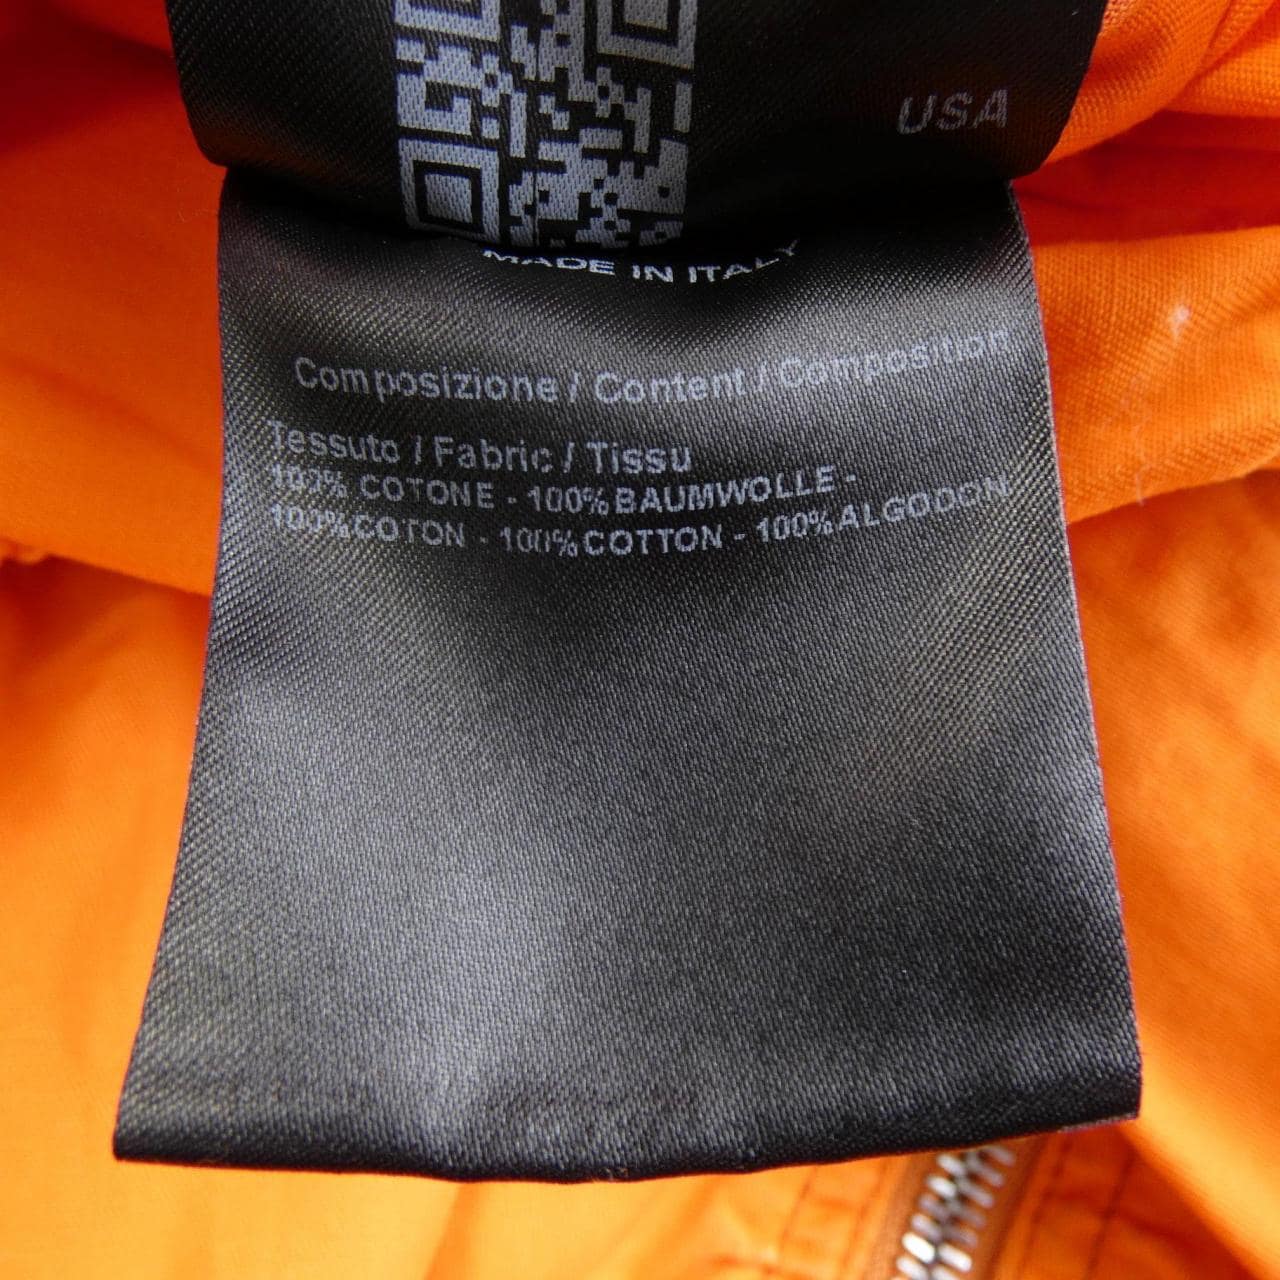 USA
MADE IN ITALY
Composizione / Content / Composition
Tessuto / Fabric / Tissu
100% COTONE - 100% BAUMWOLLE -
100% COTON - 100% COTTON - 100% ALGODON